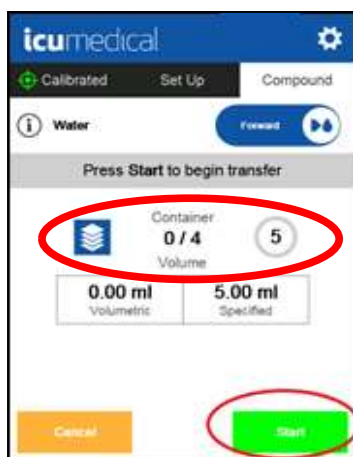 icumedical
Calibrated Set Up Compound
i Water Forward
Press Start to begin transfer
Container
0 / 4 5
Volume
0.00 ml 5.00 ml
Volumetric Specified
Cancel Start